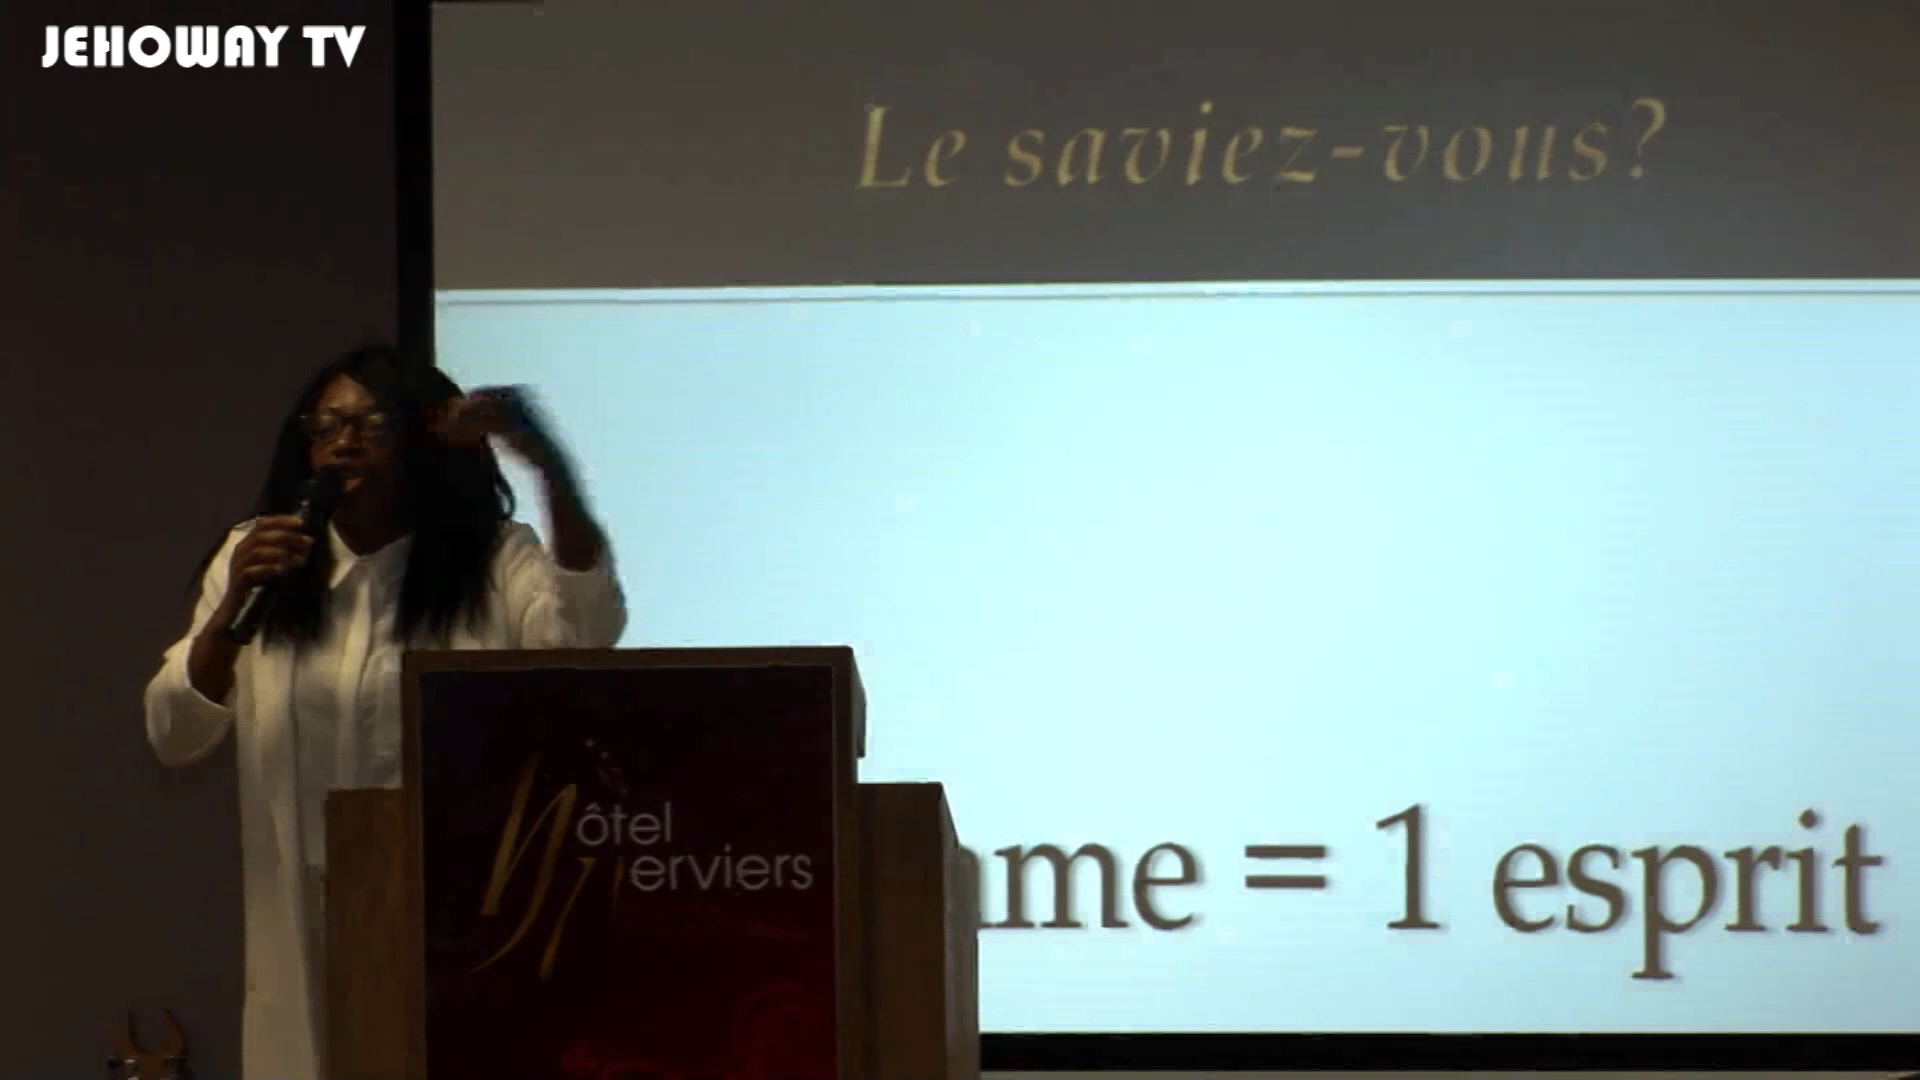 JEHOWAY TV
Le saviez-vous?
ôtel
erviers
me = 1 esprit